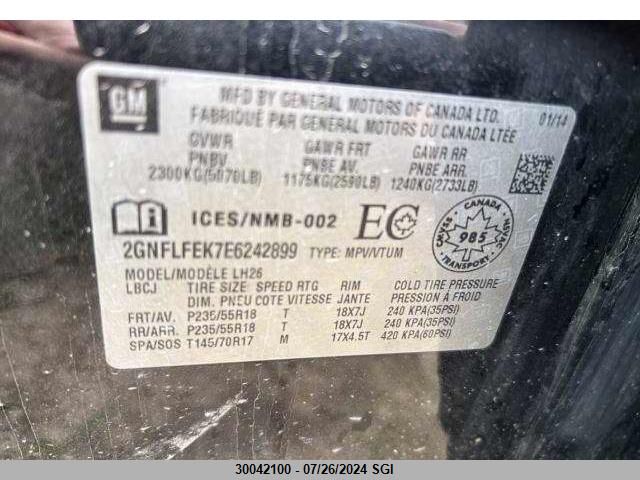 GM
MFD BY GENERAL MOTORS OF CANADA LTD.
FABRIQUÉ PAR GENERAL MOTORS DU CANADA LTÉE
01/14
GVWR GAWR FRT GAWR RR
PNBV PNBE AV. PNBE ARR.
2300KG(5070LB) 1175KG(2590LB) 1240KG(2733LB)
ICES/NMB-002 EC
CANADA
CMVSS 985 NSVAC
TRANSPORT
2GNFLFEK7E6242899 TYPE: MPV/VTUM
MODEL/MODÈLE LH26
LBCJ TIRE SIZE SPEED RTG RIM COLD TIRE PRESSURE
DIM. PNEU COTE VITESSE JANTE PRESSION À FROID
FRT/AV. P235/55R18 T 18X7J 240 KPA(35PSI)
RR/ARR. P235/55R18 T 18X7J 240 KPA(35PSI)
SPA/SOS T145/70R17 M 17X4.5T 420 KPA(60PSI)
30042100 - 07/26/2024 SGI